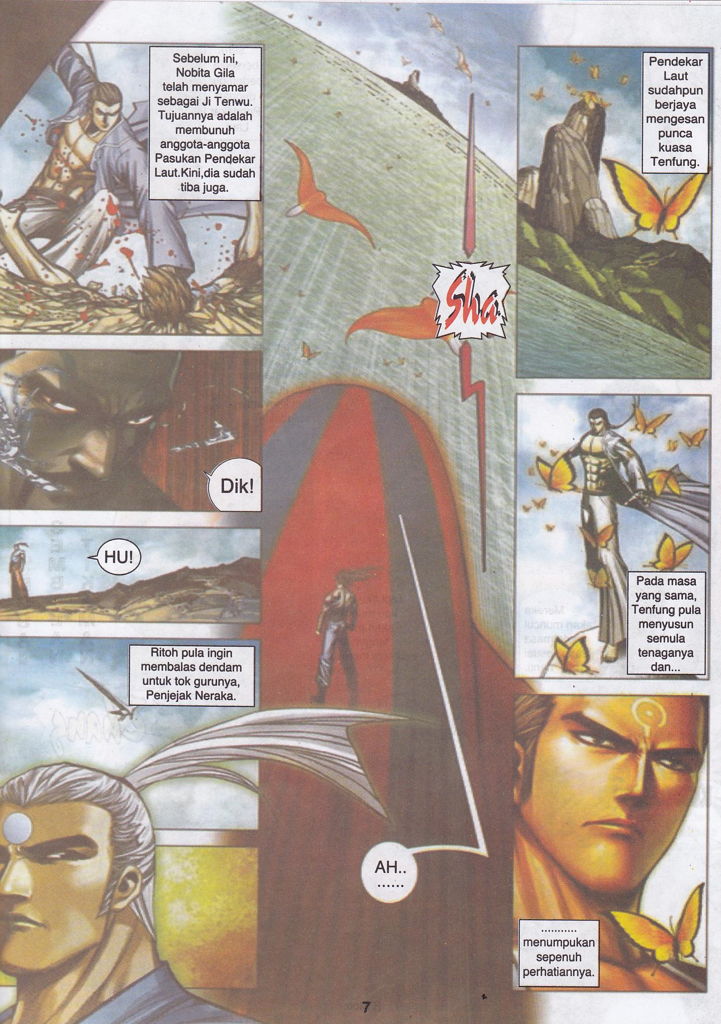 Sebelum ini,
Nobita Gila
telah menyamar
sebagai Ji Tenwu.
Tujuannya adalah
membunuh
anggota-anggota
Pasukan Pendekar
Laut.Kini,dia sudah
tiba juga.
Dik!
HU!
Ritoh pula ingin
membalas dendam
untuk tok gurunya,
Penjejak Neraka.
Sha
AH..
......
Pendekar
Laut
sudahpun
berjaya
mengesan
punca
kuasa
Tenfung.
Pada masa
yang sama,
Tenfung pula
menyusun
semula
tenaganya
dan...
...........
menumpukan
sepenuh
perhatiannya.
7